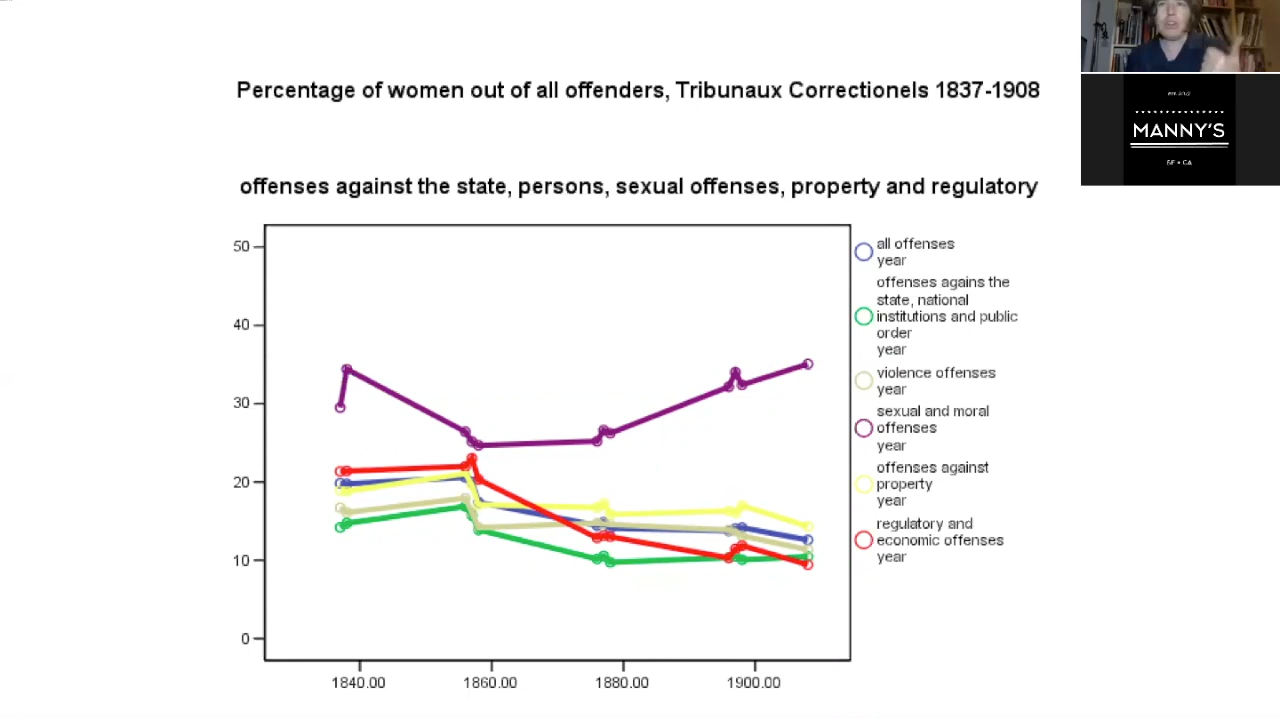 Percentage of women out of all offenders, Tribunaux Correctionels 1837-1908
offenses against the state, persons, sexual offenses, property and regulatory
50
40
30
20
10
0
1840.00
1860.00
1880.00
1900.00
all offenses
year
offenses agains the
state, national
institutions and public
order
year
violence offenses
year
sexual and moral
offenses
year
offenses against
property
year
regulatory and
economic offenses
year
MANNY'S
SF • CA